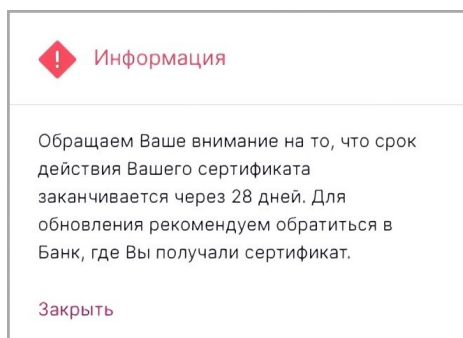 Информация
Обращаем Ваше внимание на то, что срок
действия Вашего сертификата
заканчивается через 28 дней. Для
обновления рекомендуем обратиться в
Банк, где Вы получали сертификат.
Закрыть